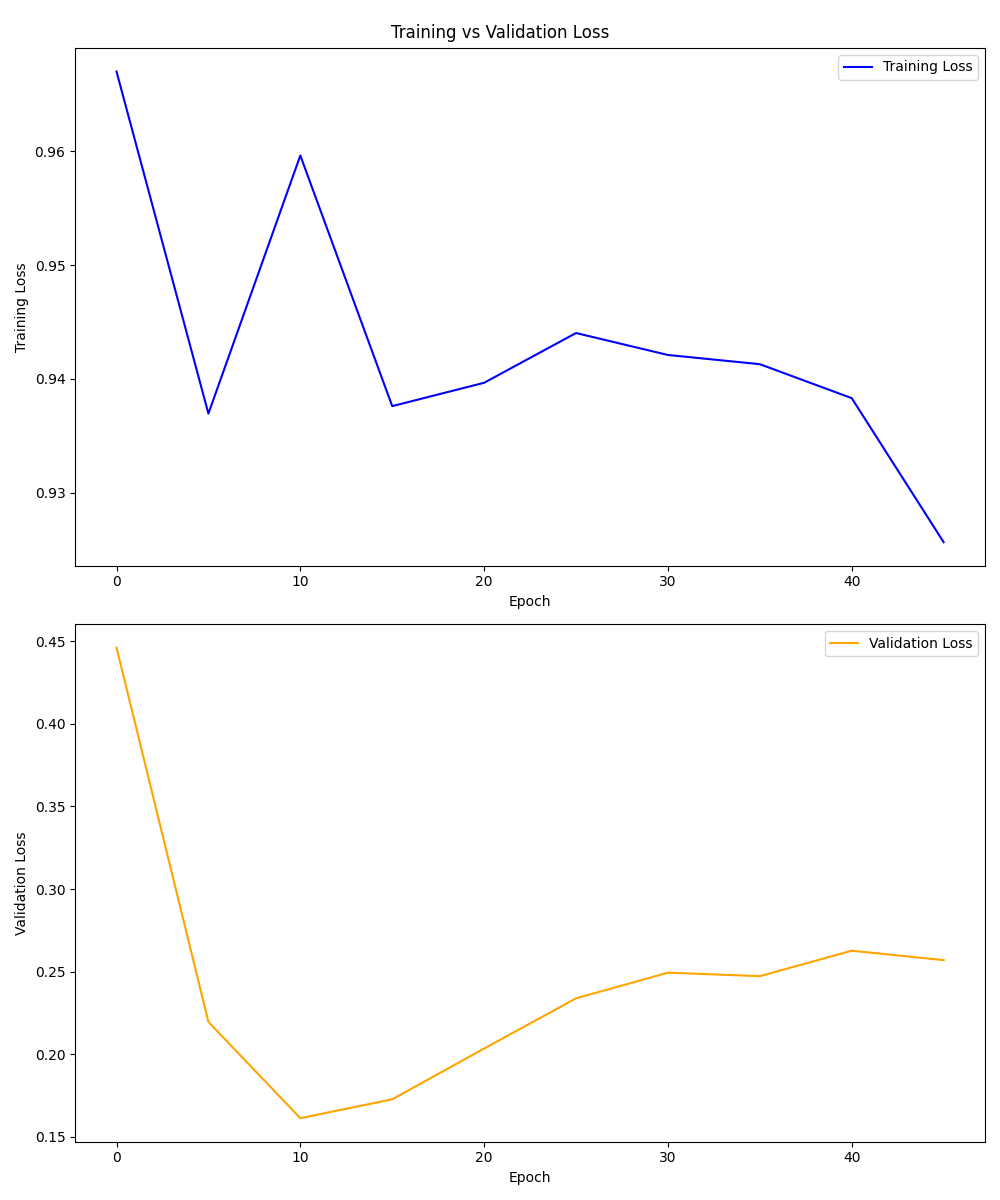 Training vs Validation Loss
Training Loss
0.96
0.95
0.94
0.93
Training Loss
0 10 20 30 40
Epoch
Validation Loss
0.45
0.40
0.35
0.30
0.25
0.20
0.15
Validation Loss
0 10 20 30 40
Epoch